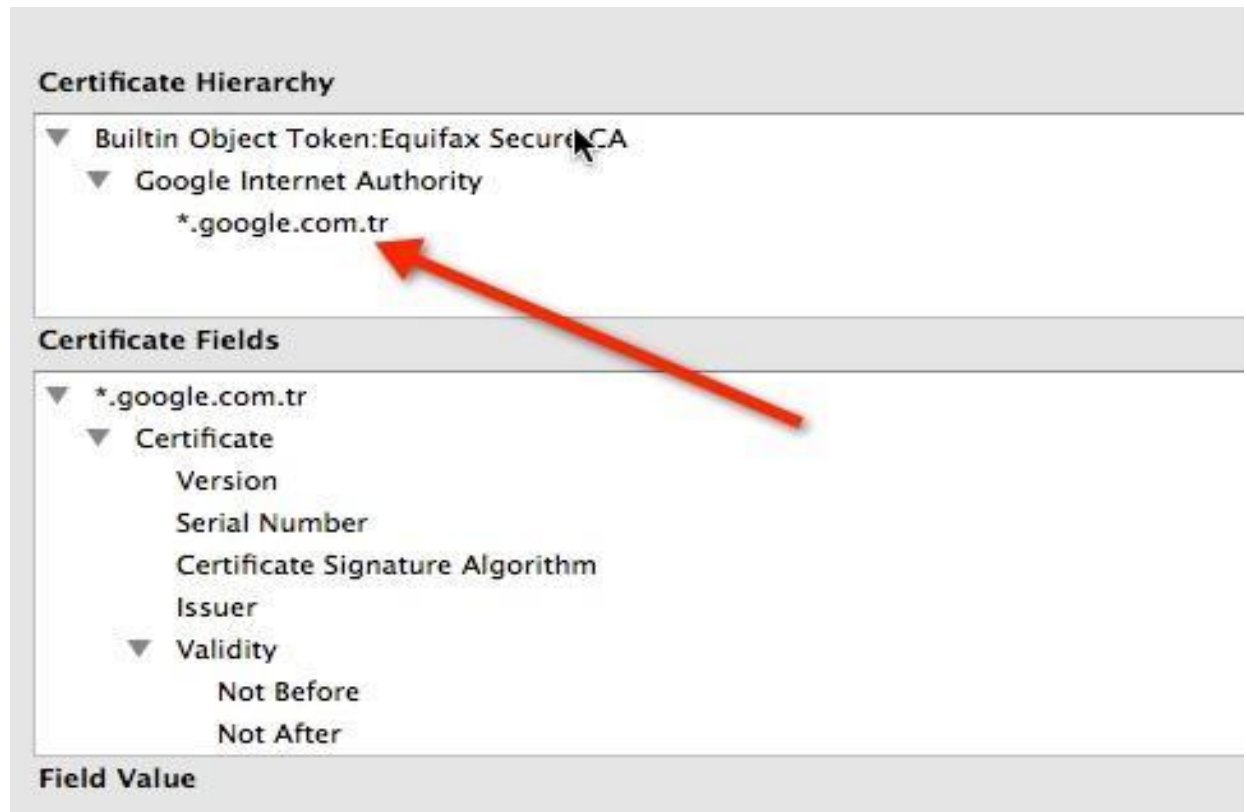 Certificate Hierarchy
Builtin Object Token:Equifax Secure CA
Google Internet Authority
*.google.com.tr
Certificate Fields
*.google.com.tr
Certificate
Version
Serial Number
Certificate Signature Algorithm
Issuer
Validity
Not Before
Not After
Field Value